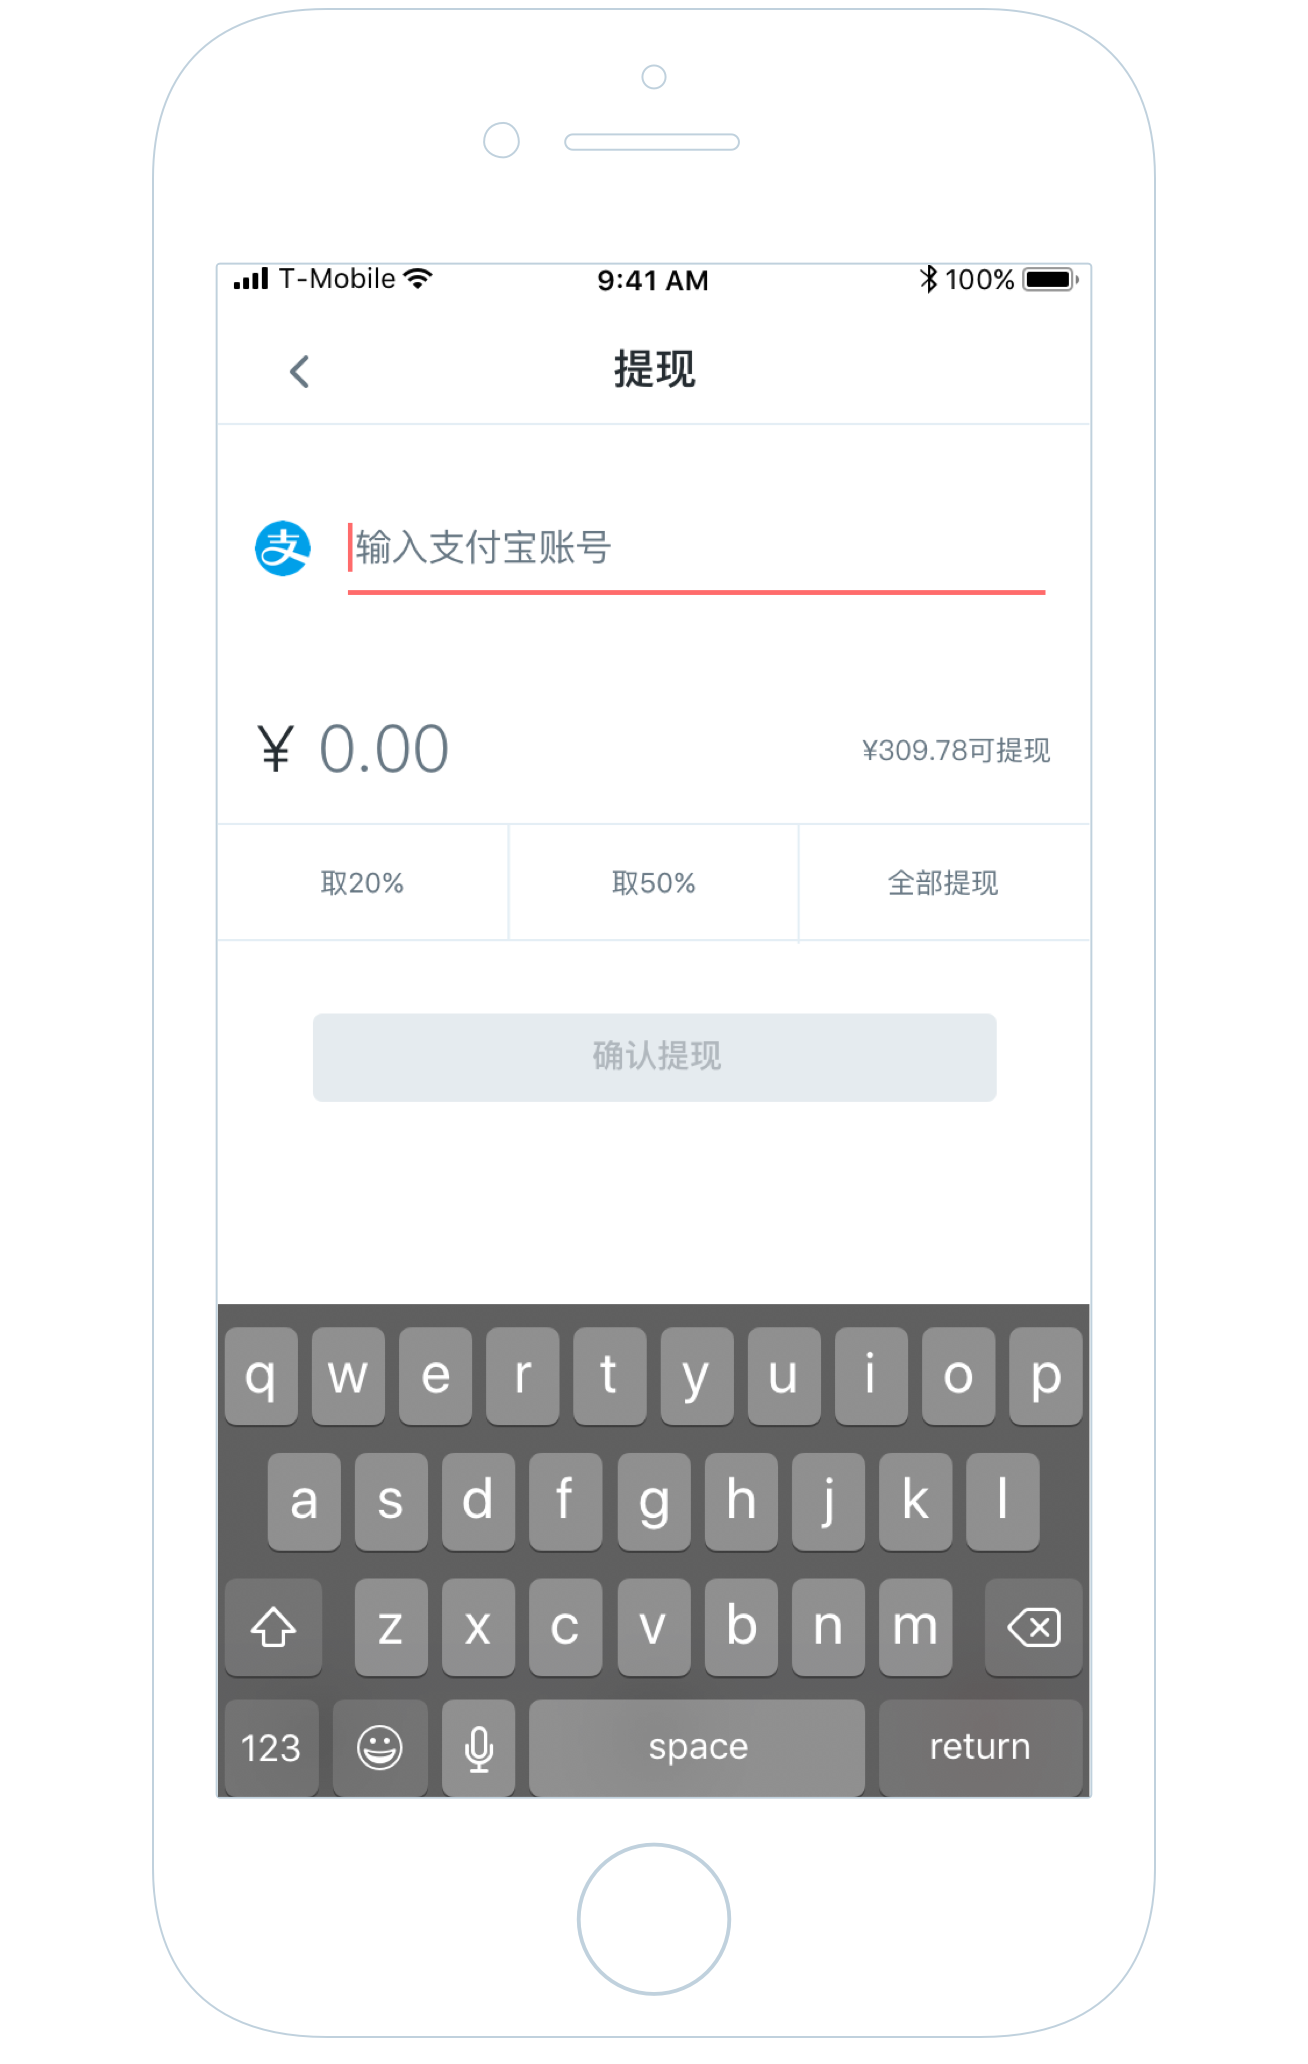 T-Mobile 9:41 AM 100%
提现
支 输入支付宝账号
¥ 0.00 ¥309.78可提现
取20% 取50% 全部提现
确认提现
q w e r t y u i o p
a s d f g h j k l
z x c v b n m
123 space return